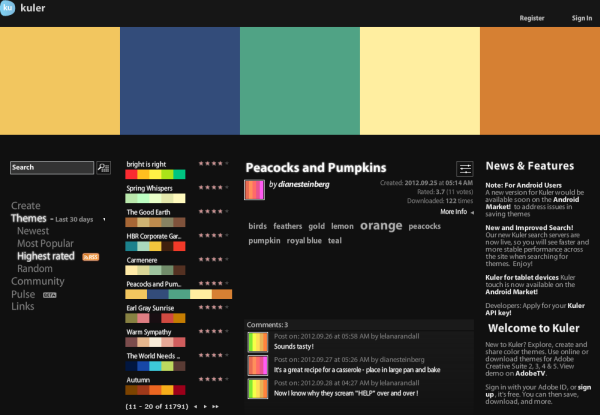 ku kuler
Register Sign In
Search
Create
Themes - Last 30 days
Newest
Most Popular
Highest rated RSS
Random
Community
Pulse BETA
Links
bright is right
Spring Whispers
The Good Earth
HBR Corporate Gar..
Carmenere
Peacocks and Pum..
Earl Gray Sunrise
Warm Sympathy
The World Needs ..
Autumn
(11 - 20 of 11791)
Peacocks and Pumpkins
by dianesteinberg
Created: 2012.09.25 at 05:14 AM
Rated: 3.7 (11 votes)
Downloaded: 122 times
More Info
birds feathers gold lemon orange peacocks
pumpkin royal blue teal
Comments: 3
Post on: 2012.09.26 at 05:58 AM by lelanarandall
Sounds tasty!
Post on: 2012.09.27 at 05:26 AM by dianesteinberg
It's a great recipe for a casserole - place in large pan and bake
Post on: 2012.09.28 at 04:27 AM by lelanarandall
Now I know why they scream "HELP" over and over !
News & Features
Note: For Android Users
A new version for Kuler would be
available soon on the Android
Market! to address issues in
saving themes
New and Improved Search!
Our new Kuler search servers are
now live, so you will see faster and
more stable performance across
the site when searching for
themes. Enjoy!
Kuler for tablet devices Kuler
touch is now available on the
Android Market!
Developers: Apply for your Kuler
API key!
Welcome to Kuler
New to Kuler? Explore, create and
share color themes. Use online or
download themes for Adobe
Creative Suite 2, 3, 4 & 5. View
demo on AdobeTV.
Sign in with your Adobe ID, or sign
up, it's free. You can then save,
download, and more.